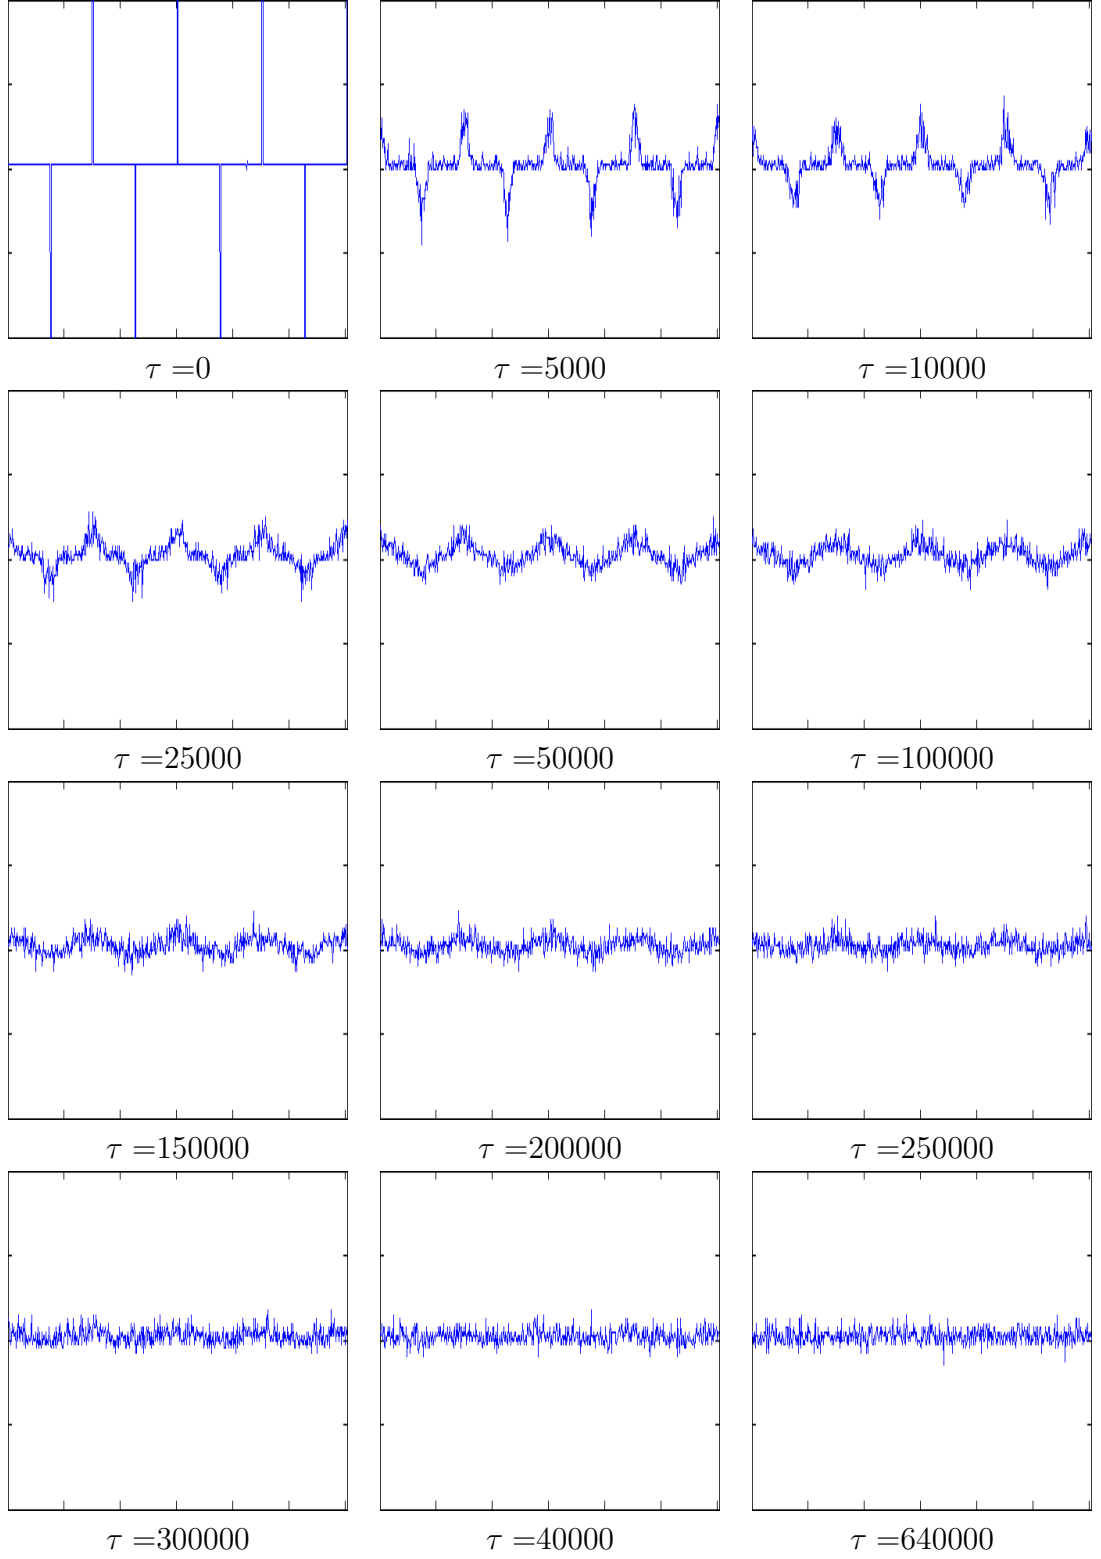 τ =0
τ =5000
τ =10000
τ =25000
τ =50000
τ =100000
τ =150000
τ =200000
τ =250000
τ =300000
τ =40000
τ =640000